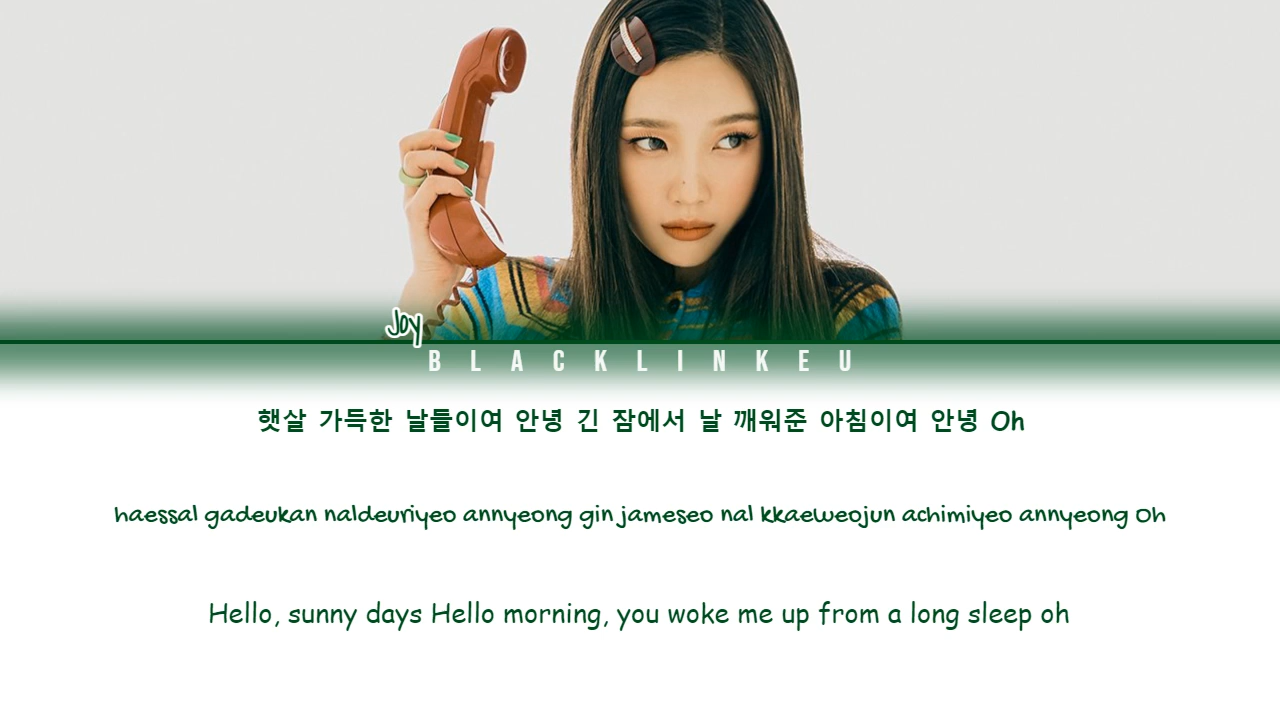 Joy
BLACKLINKEU
햇살 가득한 날들이여 안녕 긴 잠에서 날 깨워준 아침이여 안녕 Oh
haessal gadeukan naldeuriyeo annyeong gin jameseo nal kkaeweojun achimiyeo annyeong Oh
Hello, sunny days Hello morning, you woke me up from a long sleep oh